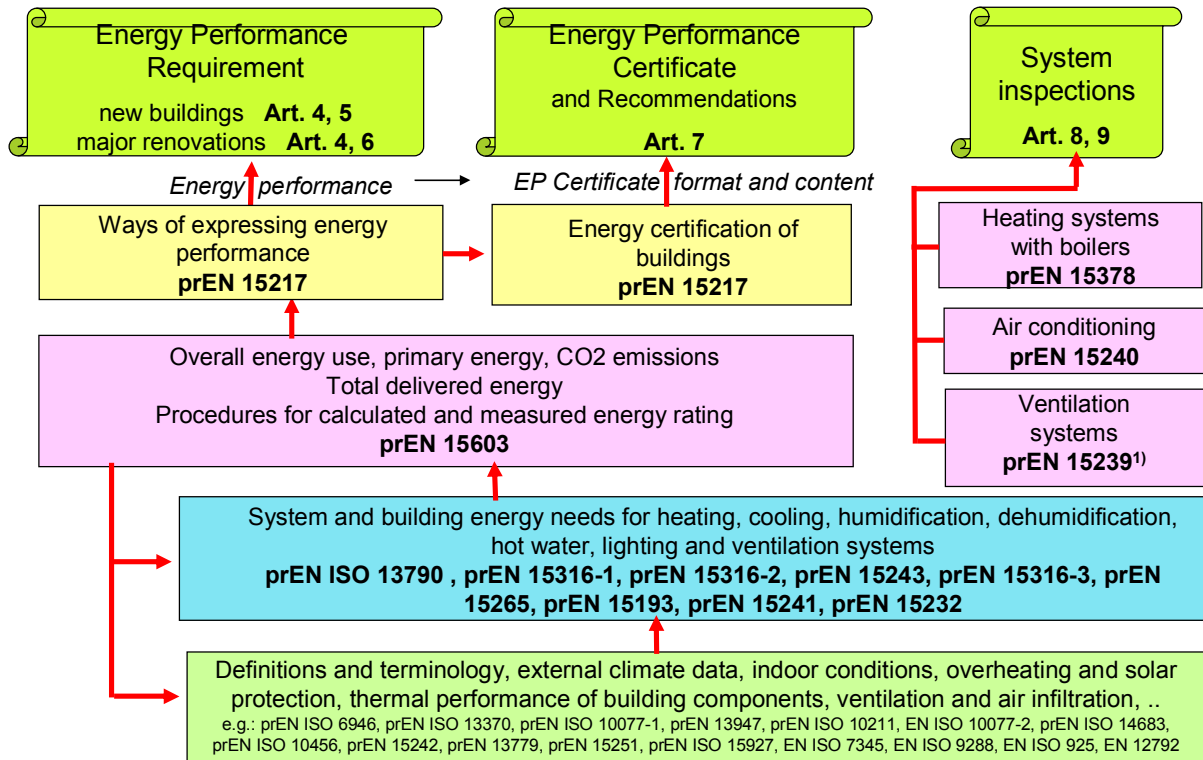 Energy Performance
Requirement
new buildings Art. 4, 5
major renovations Art. 4, 6
Energy Performance
Certificate
and Recommendations
Art. 7
System
inspections
Art. 8, 9
Energy performance
EP Certificate format and content
Ways of expressing energy
performance
prEN 15217
Energy certification of
buildings
prEN 15217
Heating systems
with boilers
prEN 15378
Air conditioning
prEN 15240
Ventilation
systems
prEN 15239¹⁾
Overall energy use, primary energy, CO2 emissions
Total delivered energy
Procedures for calculated and measured energy rating
prEN 15603
System and building energy needs for heating, cooling, humidification, dehumidification,
hot water, lighting and ventilation systems
prEN ISO 13790 , prEN 15316-1, prEN 15316-2, prEN 15243, prEN 15316-3, prEN
15265, prEN 15193, prEN 15241, prEN 15232
Definitions and terminology, external climate data, indoor conditions, overheating and solar
protection, thermal performance of building components, ventilation and air infiltration, ..
e.g.: prEN ISO 6946, prEN ISO 13370, prEN ISO 10077-1, prEN 13947, prEN ISO 10211, EN ISO 10077-2, prEN ISO 14683,
prEN ISO 10456, prEN 15242, prEN 13779, prEN 15251, prEN ISO 15927, EN ISO 7345, EN ISO 9288, EN ISO 925, EN 12792